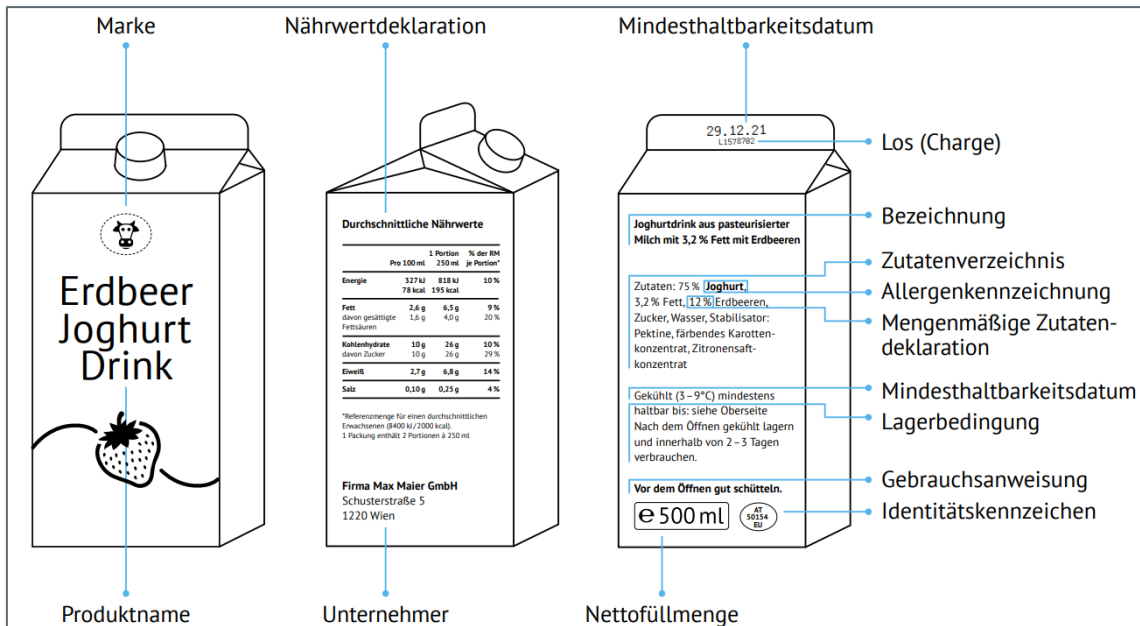 Marke
Nährwertdeklaration
Mindesthaltbarkeitsdatum
Erdbeer
Joghurt
Drink
Produktname
Durchschnittliche Nährwerte
Pro 100 ml 1 Portion 250 ml % der RM je Portion*
Energie 327 kJ 818 kJ 10 %
78 kcal 195 kcal
Fett 2,6 g 6,5 g 9 %
davon gesättigte 1,6 g 4,0 g 20 %
Fettsäuren
Kohlenhydrate 10 g 26 g 10 %
davon Zucker 10 g 26 g 29 %
Eiweiß 2,7 g 6,8 g 14 %
Salz 0,10 g 0,25 g 4 %
*Referenzmenge für einen durchschnittlichen
Erwachsenen (8400 kJ/2000 kcal).
1 Packung enthält 2 Portionen à 250 ml
Firma Max Maier GmbH
Schusterstraße 5
1220 Wien
Unternehmer
29.12.21
L1578702
Los (Charge)
Joghurtdrink aus pasteurisierter
Milch mit 3,2 % Fett mit Erdbeeren
Bezeichnung
Zutatenverzeichnis
Zutaten: 75 % Joghurt,
3,2 % Fett, 12 % Erdbeeren,
Zucker, Wasser, Stabilisator:
Pektine, färbendes Karotten-
konzentrat, Zitronensaft-
konzentrat
Allergenkennzeichnung
Mengenmäßige Zutaten-
deklaration
Gekühlt (3–9°C) mindestens
haltbar bis: siehe Oberseite
Nach dem Öffnen gekühlt lagern
und innerhalb von 2–3 Tagen
verbrauchen.
Mindesthaltbarkeitsdatum
Lagerbedingung
Vor dem Öffnen gut schütteln.
Gebrauchsanweisung
℮ 500 ml
AT
50154
EU
Identitätskennzeichen
Nettofüllmenge